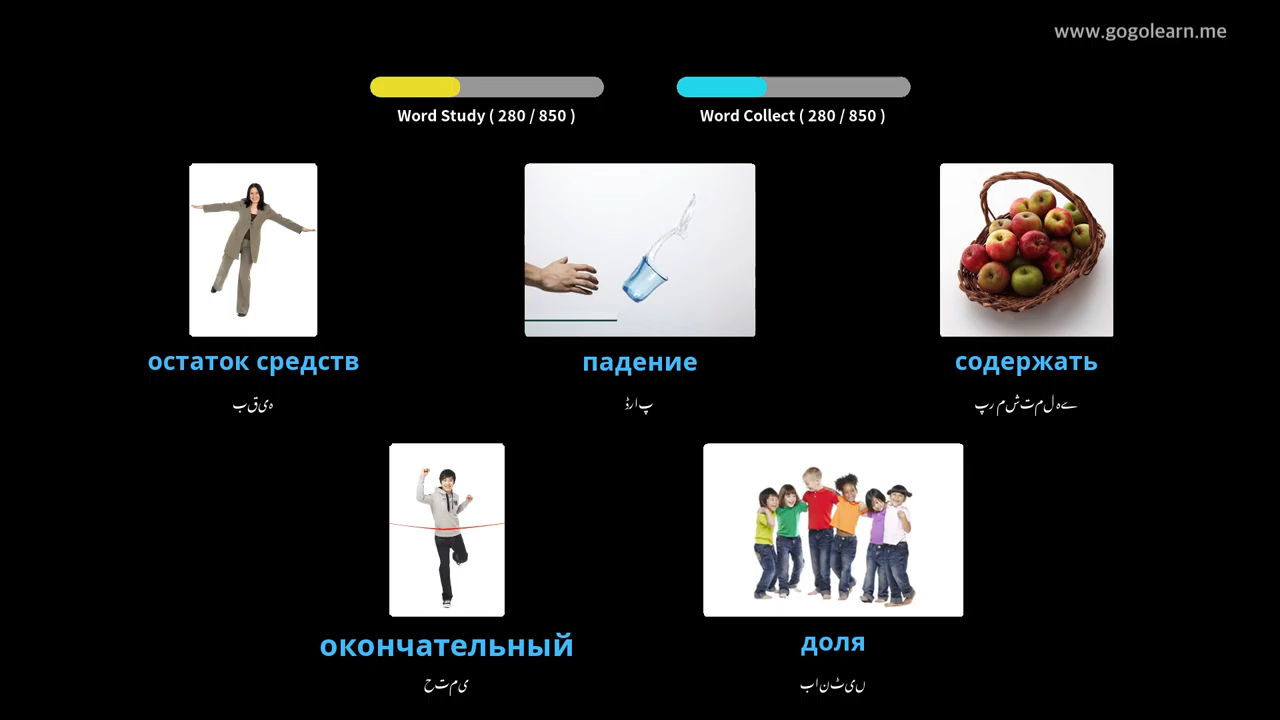 www.gogolearn.me
Word Study ( 280 / 850 )
Word Collect ( 280 / 850 )
остаток средств
падение
содержать
بقیہ
ڈراپ
پر مشتمل ہے
окончательный
доля
حتمی
بانٹیں